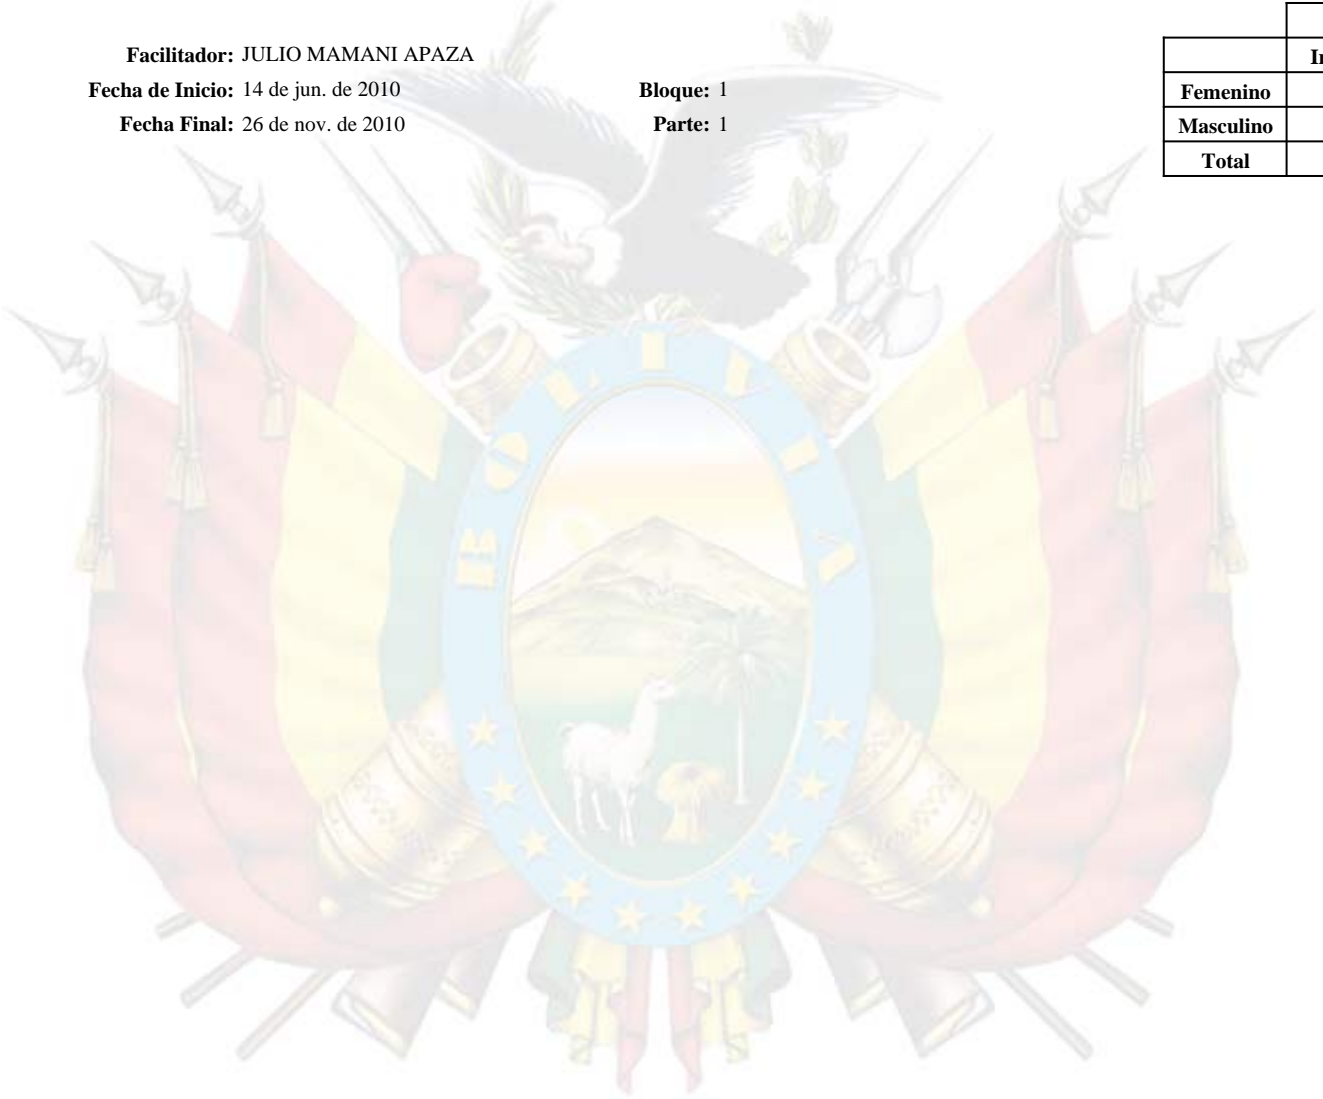 Facilitador: JULIO MAMANI APAZA
Fecha de Inicio: 14 de jun. de 2010 Bloque: 1
Fecha Final: 26 de nov. de 2010 Parte: 1
Femenino
Masculino
Total
BOLIVIA